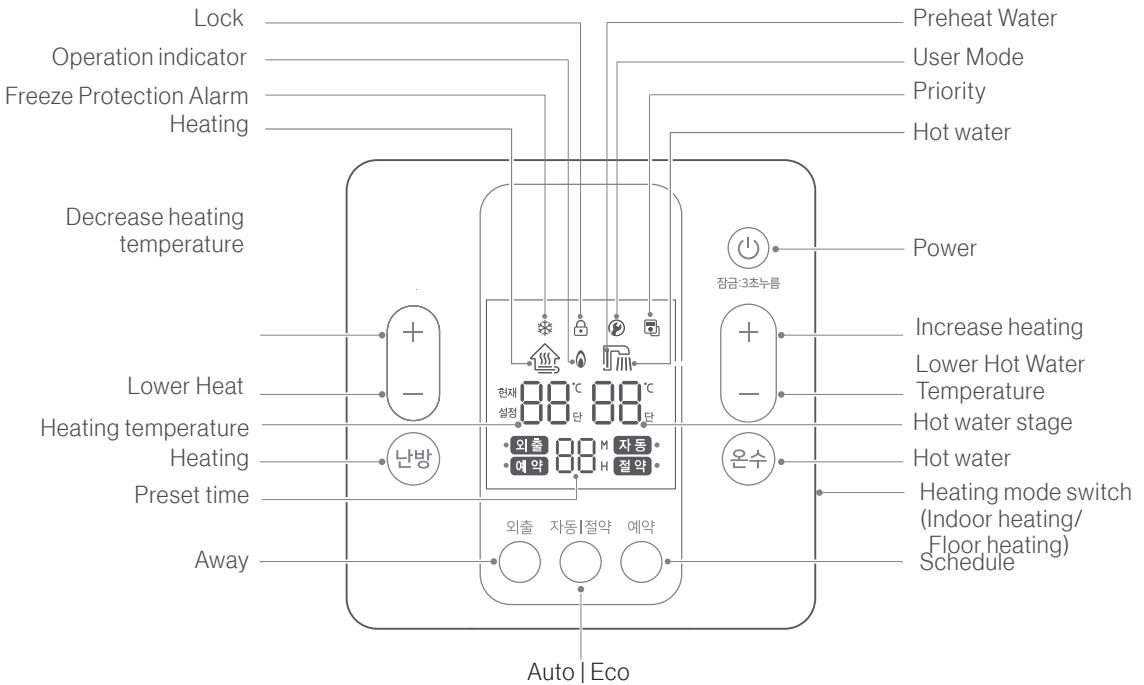 Lock
Operation indicator
Freeze Protection Alarm
Heating
Decrease heating
temperature
Lower Heat
Heating temperature
Heating
Preset time
Away
Preheat Water
User Mode
Priority
Hot water
Power
Increase heating
Lower Hot Water
Temperature
Hot water stage
Hot water
Heating mode switch
(Indoor heating/
Floor heating)
Schedule
잠금:3초누름
+
−
난방
현재 88 °C 88 °C
설정 단 단
외출 88 M 자동
예약 H 절약
+
−
온수
외출 자동|절약 예약
Auto | Eco